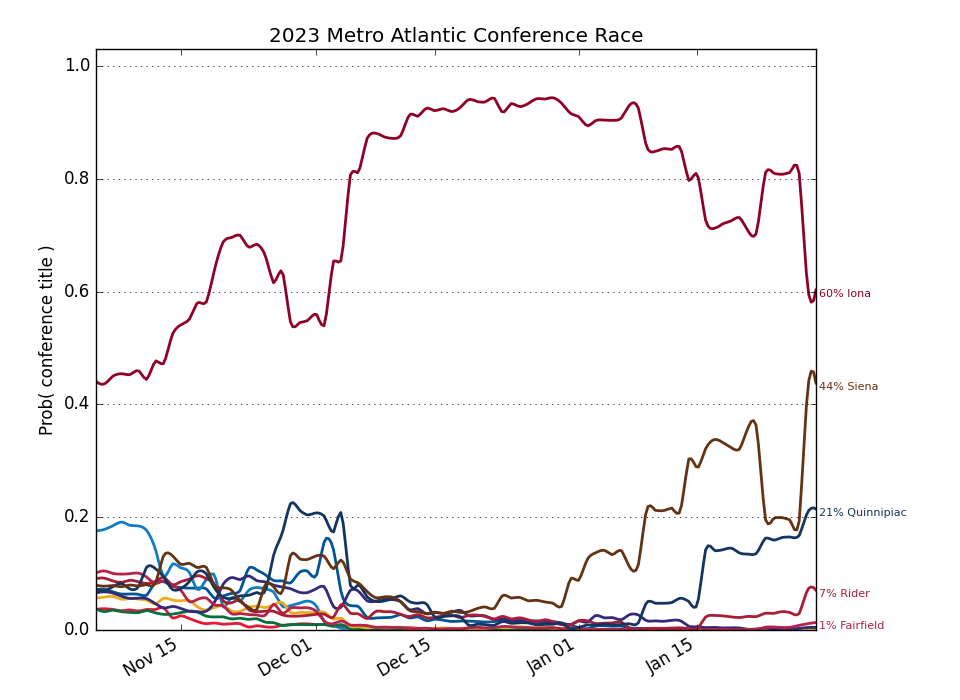 2023 Metro Atlantic Conference Race
Prob( conference title )
1.0
0.8
0.6
0.4
0.2
0.0
60% Iona
44% Siena
21% Quinnipiac
7% Rider
1% Fairfield
Nov 15
Dec 01
Dec 15
Jan 01
Jan 15